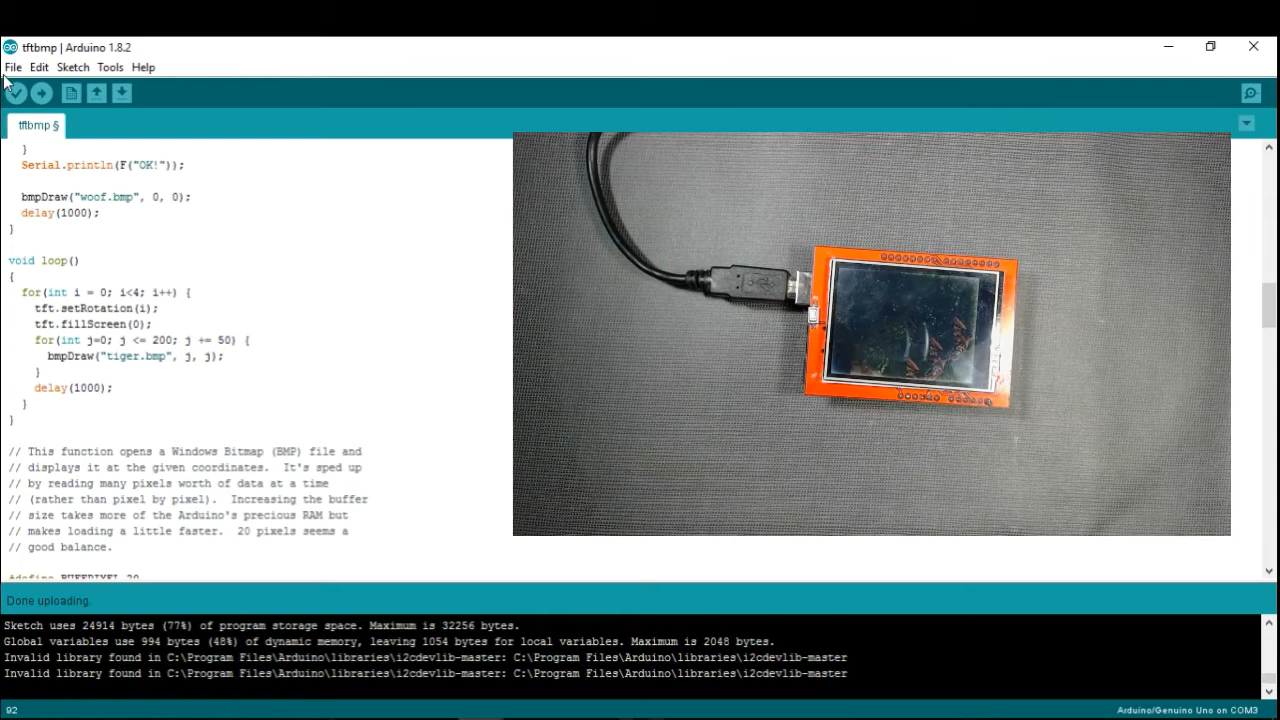 tftbmp | Arduino 1.8.2
File Edit Sketch Tools Help
tftbmp §
}
Serial.println(F("OK!"));
bmpDraw("woof.bmp", 0, 0);
delay(1000);
}
void loop()
{
for(int i = 0; i<4; i++) {
tft.setRotation(i);
tft.fillScreen(0);
for(int j=0; j <= 200; j += 50) {
bmpDraw("tiger.bmp", j, j);
}
delay(1000);
}
}
// This function opens a Windows Bitmap (BMP) file and
// displays it at the given coordinates.  It's sped up
// by reading many pixels worth of data at a time
// (rather than pixel by pixel).  Increasing the buffer
// size takes more of the Arduino's precious RAM but
// makes loading a little faster.  20 pixels seems a
// good balance.
#define BUFFPIXEL 20
Done uploading.
Sketch uses 24914 bytes (77%) of program storage space. Maximum is 32256 bytes.
Global variables use 994 bytes (48%) of dynamic memory, leaving 1054 bytes for local variables. Maximum is 2048 bytes.
Invalid library found in C:\Program Files\Arduino\libraries\i2cdevlib-master: C:\Program Files\Arduino\libraries\i2cdevlib-master
Invalid library found in C:\Program Files\Arduino\libraries\i2cdevlib-master: C:\Program Files\Arduino\libraries\i2cdevlib-master
92
Arduino/Genuino Uno on COM3